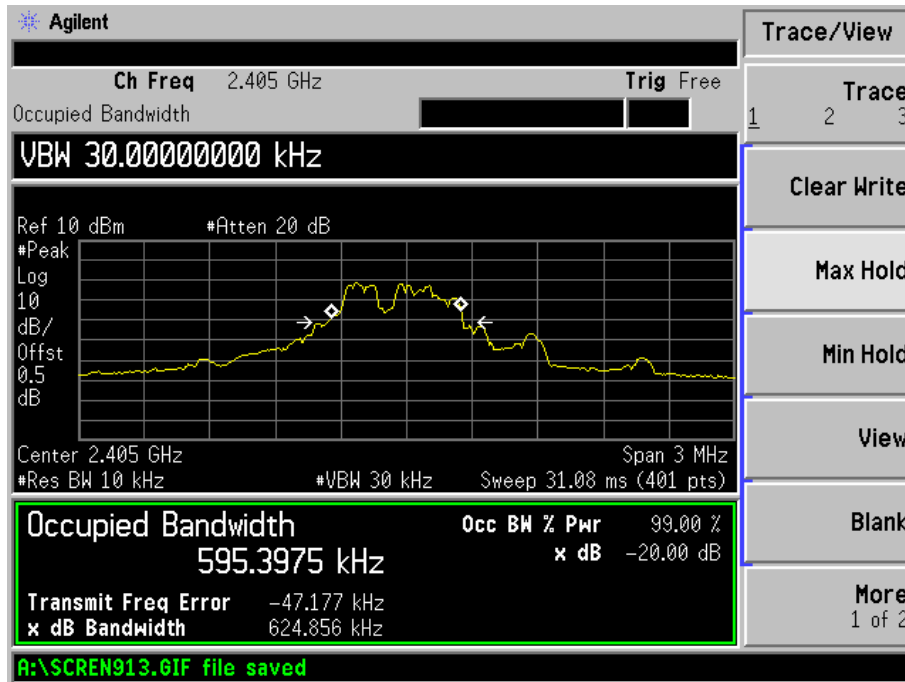 Agilent
Trace/View
Ch Freq 2.405 GHz Trig Free
Occupied Bandwidth
VBW 30.00000000 kHz
Ref 10 dBm #Atten 20 dB
#Peak
Log
10
dB/
Offst
0.5
dB
Center 2.405 GHz Span 3 MHz
#Res BW 10 kHz #VBW 30 kHz Sweep 31.08 ms (401 pts)
Occupied Bandwidth
595.3975 kHz
Occ BW % Pwr 99.00 %
x dB -20.00 dB
Transmit Freq Error -47.177 kHz
x dB Bandwidth 624.856 kHz
A:\SCREN913.GIF file saved
Trace
1 2 3
Clear Write
Max Hold
Min Hold
View
Blank
More
1 of 2